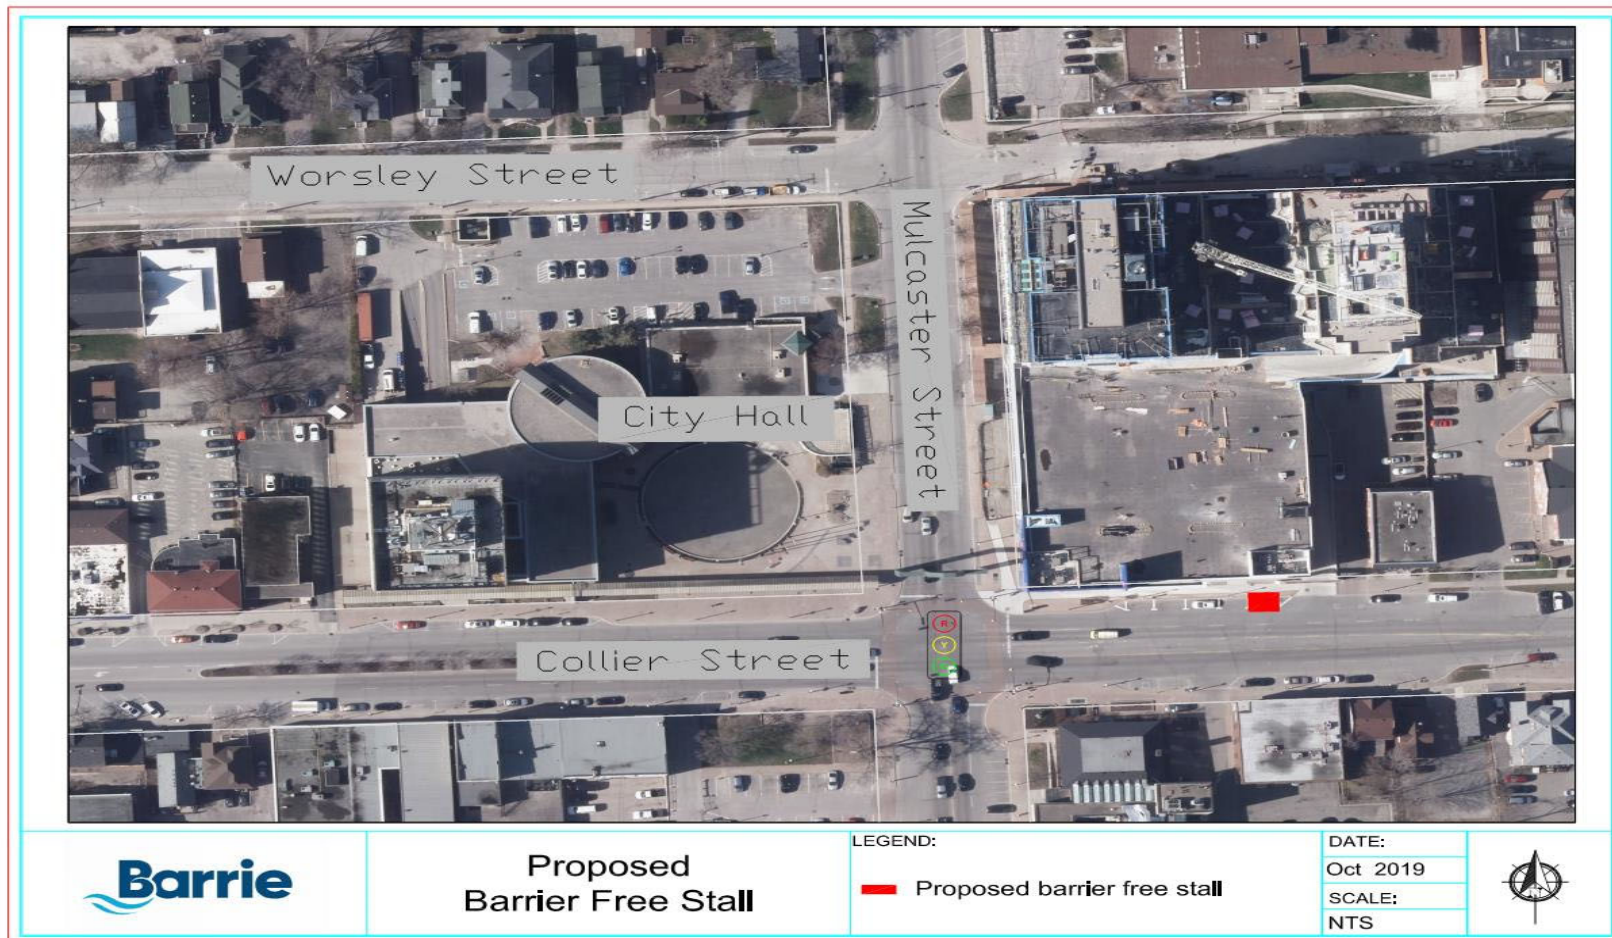 Worsley Street
Mulcaster Street
City Hall
R
Y
Collier Street
Barrie
Proposed
Barrier Free Stall
LEGEND:
Proposed barrier free stall
DATE:
Oct 2019
SCALE:
NTS